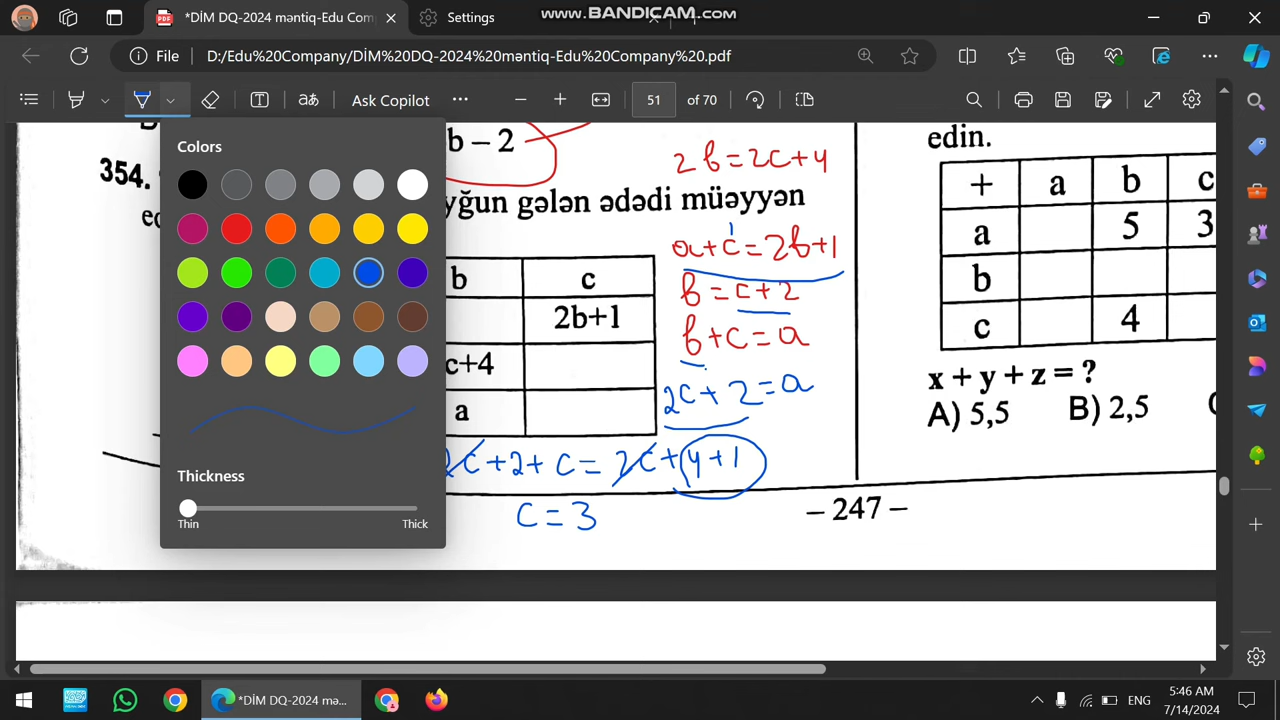 www.BANDICAM.com
*DİM DQ-2024 məntiq-Edu Com
Settings
File
D:/Edu%20Company/DİM%20DQ-2024%20məntiq-Edu%20Company%20.pdf
Ask Copilot
51 of 70
Colors
Thickness
Thin
Thick
354.
b – 2
2b=2c+4
yğun gələn ədədi müəyyən
ed
a+c=2b+1
b c
2b+1
b = c+2
b+c=a
c+4
2c+2=a
a
2c+2+c= 2c+4+1
c=3
– 247 –
edin.
+ a b c
a 5 3
b
c 4
x + y + z = ?
A) 5,5 B) 2,5
*DİM DQ-2024 mə...
ENG
5:46 AM
7/14/2024